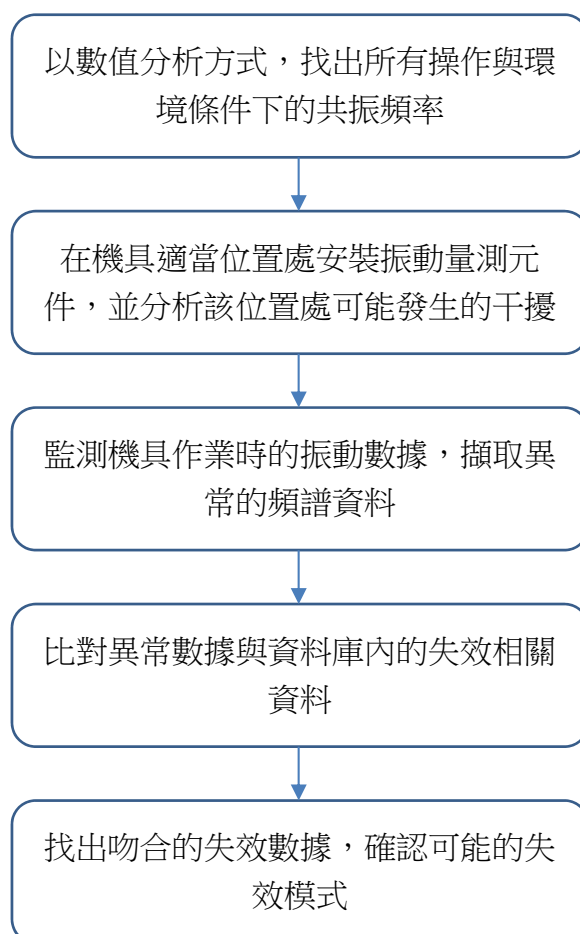 以數值分析方式，找出所有操作與環
境條件下的共振頻率
在機具適當位置處安裝振動量測元
件，並分析該位置處可能發生的干擾
監測機具作業時的振動數據，擷取異
常的頻譜資料
比對異常數據與資料庫內的失效相關
資料
找出吻合的失效數據，確認可能的失
效模式